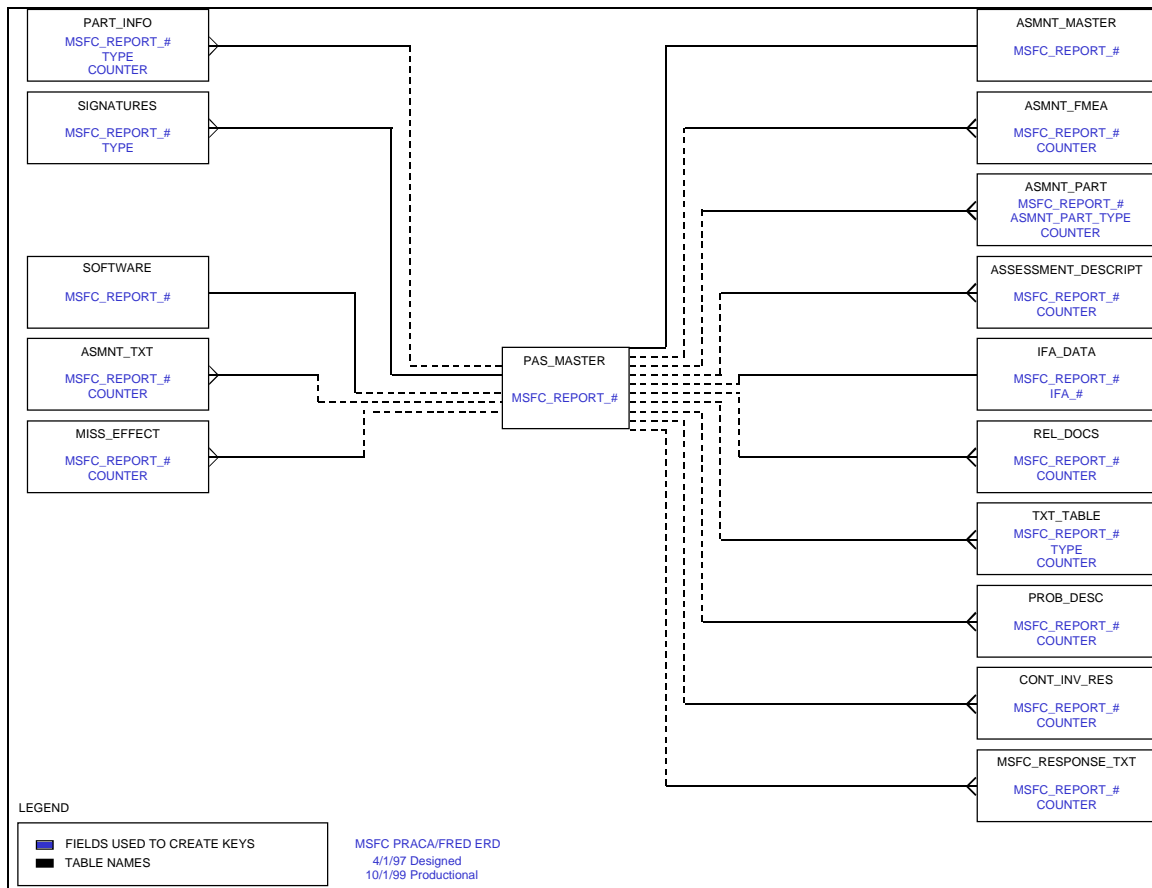 PART_INFO
MSFC_REPORT_#
TYPE
COUNTER
SIGNATURES
MSFC_REPORT_#
TYPE
SOFTWARE
MSFC_REPORT_#
ASMNT_TXT
MSFC_REPORT_#
COUNTER
MISS_EFFECT
MSFC_REPORT_#
COUNTER
PAS_MASTER
MSFC_REPORT_#
ASMNT_MASTER
MSFC_REPORT_#
ASMNT_FMEA
MSFC_REPORT_#
COUNTER
ASMNT_PART
MSFC_REPORT_#
ASMNT_PART_TYPE
COUNTER
ASSESSMENT_DESCRIPT
MSFC_REPORT_#
COUNTER
IFA_DATA
MSFC_REPORT_#
IFA_#
REL_DOCS
MSFC_REPORT_#
COUNTER
TXT_TABLE
MSFC_REPORT_#
TYPE
COUNTER
PROB_DESC
MSFC_REPORT_#
COUNTER
CONT_INV_RES
MSFC_REPORT_#
COUNTER
MSFC_RESPONSE_TXT
MSFC_REPORT_#
COUNTER
LEGEND
FIELDS USED TO CREATE KEYS
TABLE NAMES
MSFC PRACA/FRED ERD
4/1/97 Designed
10/1/99 Productional